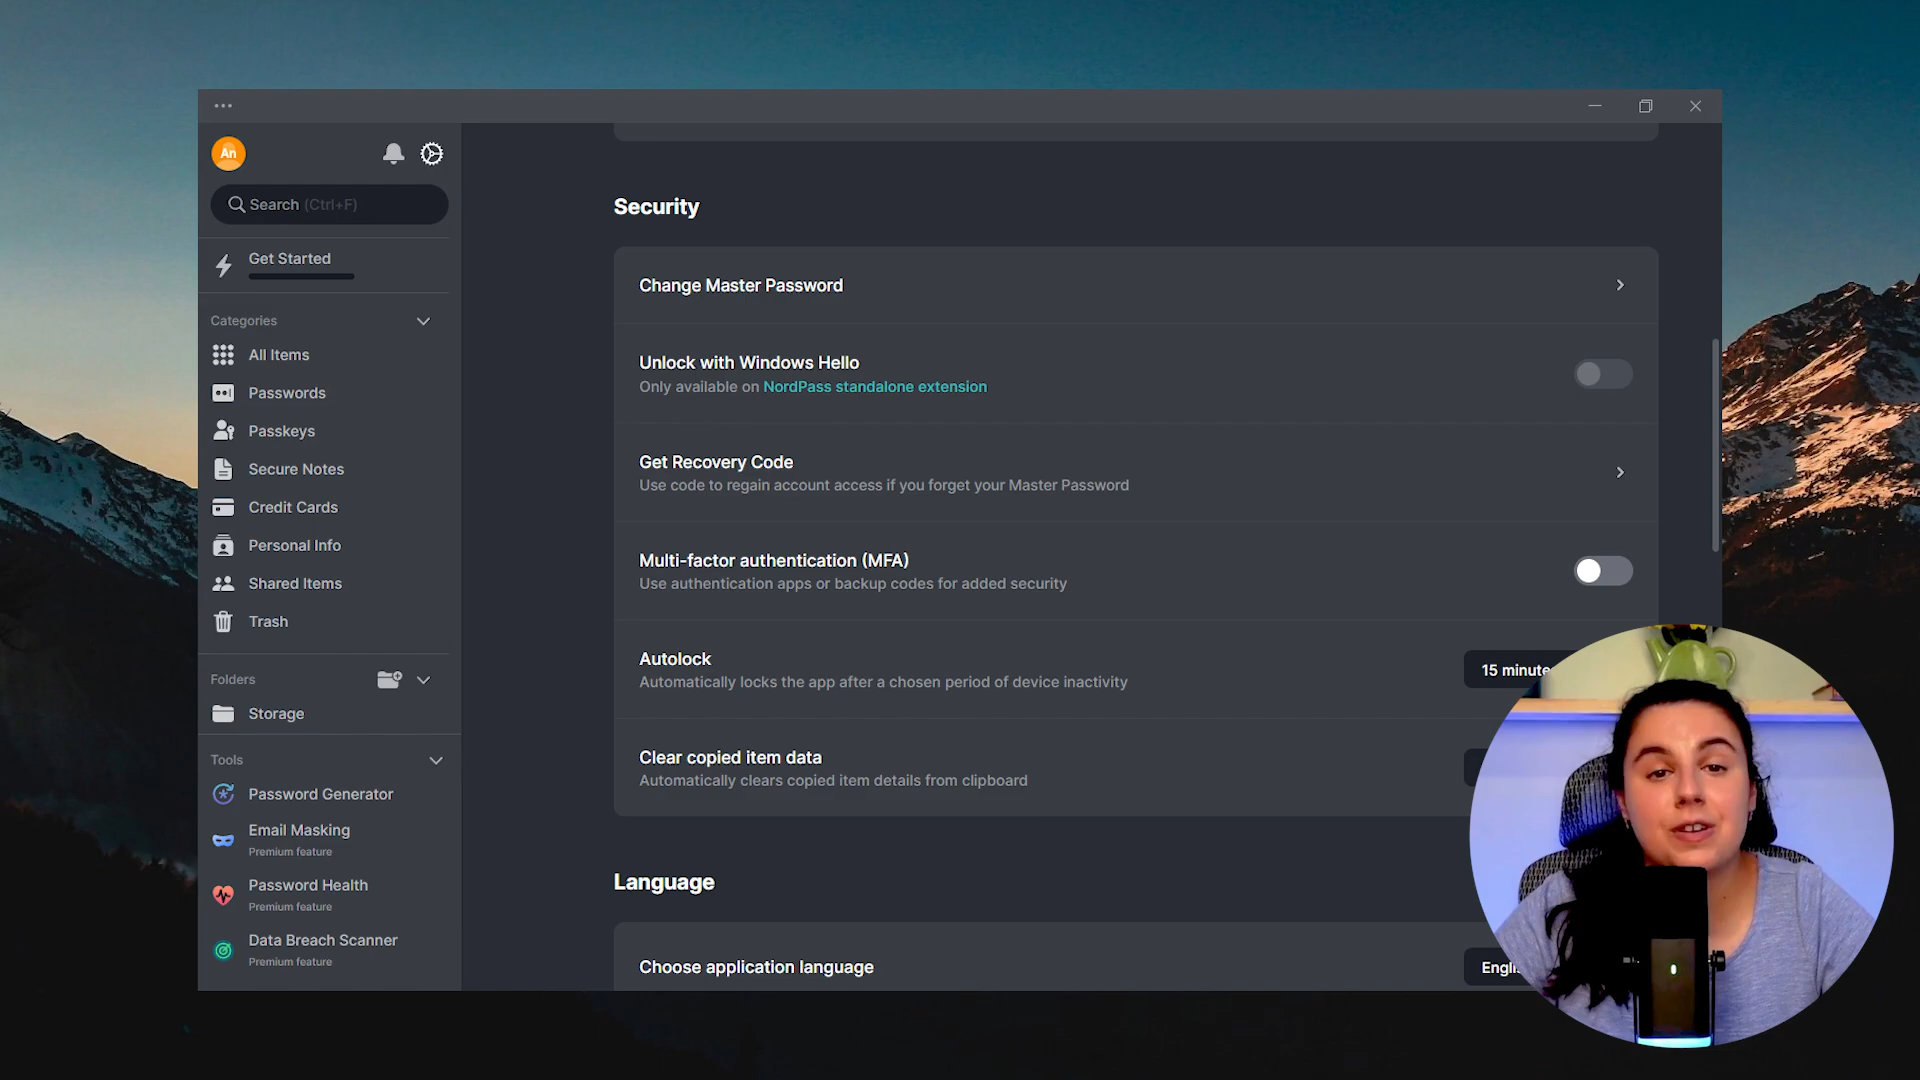 An
Search (Ctrl+F)
Get Started
Categories
All Items
Passwords
Passkeys
Secure Notes
Credit Cards
Personal Info
Shared Items
Trash
Folders
Storage
Tools
Password Generator
Email Masking
Premium feature
Password Health
Premium feature
Data Breach Scanner
Premium feature
Security
Change Master Password
Unlock with Windows Hello
Only available on NordPass standalone extension
Get Recovery Code
Use code to regain account access if you forget your Master Password
Multi-factor authentication (MFA)
Use authentication apps or backup codes for added security
Autolock
15 minute
Automatically locks the app after a chosen period of device inactivity
Clear copied item data
Automatically clears copied item details from clipboard
Language
Choose application language
Engli